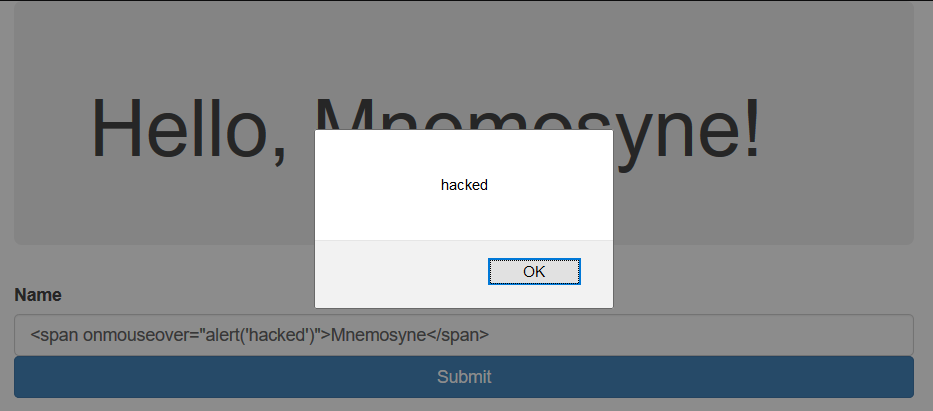 Hello, Mnemosyne!
hacked
OK
Name
<span onmouseover="alert('hacked')">Mnemosyne</span>
Submit